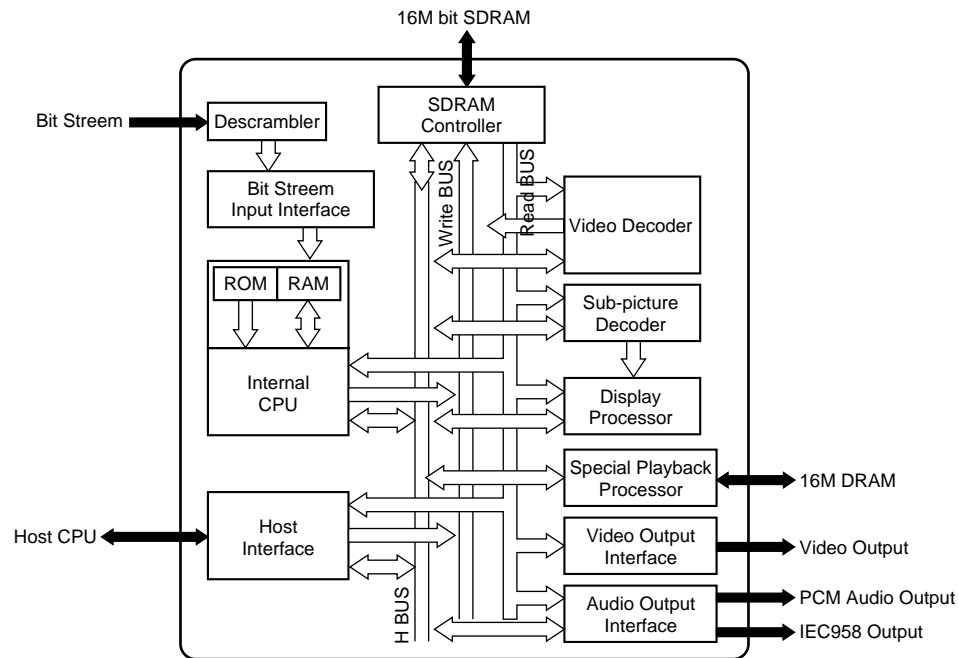 16M bit SDRAM
Bit Streem
Descrambler
SDRAM
Controller
Bit Streem
Input Interface
Write BUS
Read BUS
Video Decoder
ROM
RAM
Sub-picture
Decoder
Internal
CPU
Display
Processor
Special Playback
Processor
16M DRAM
Host CPU
Host
Interface
Video Output
Interface
Video Output
H BUS
Audio Output
Interface
PCM Audio Output
IEC958 Output